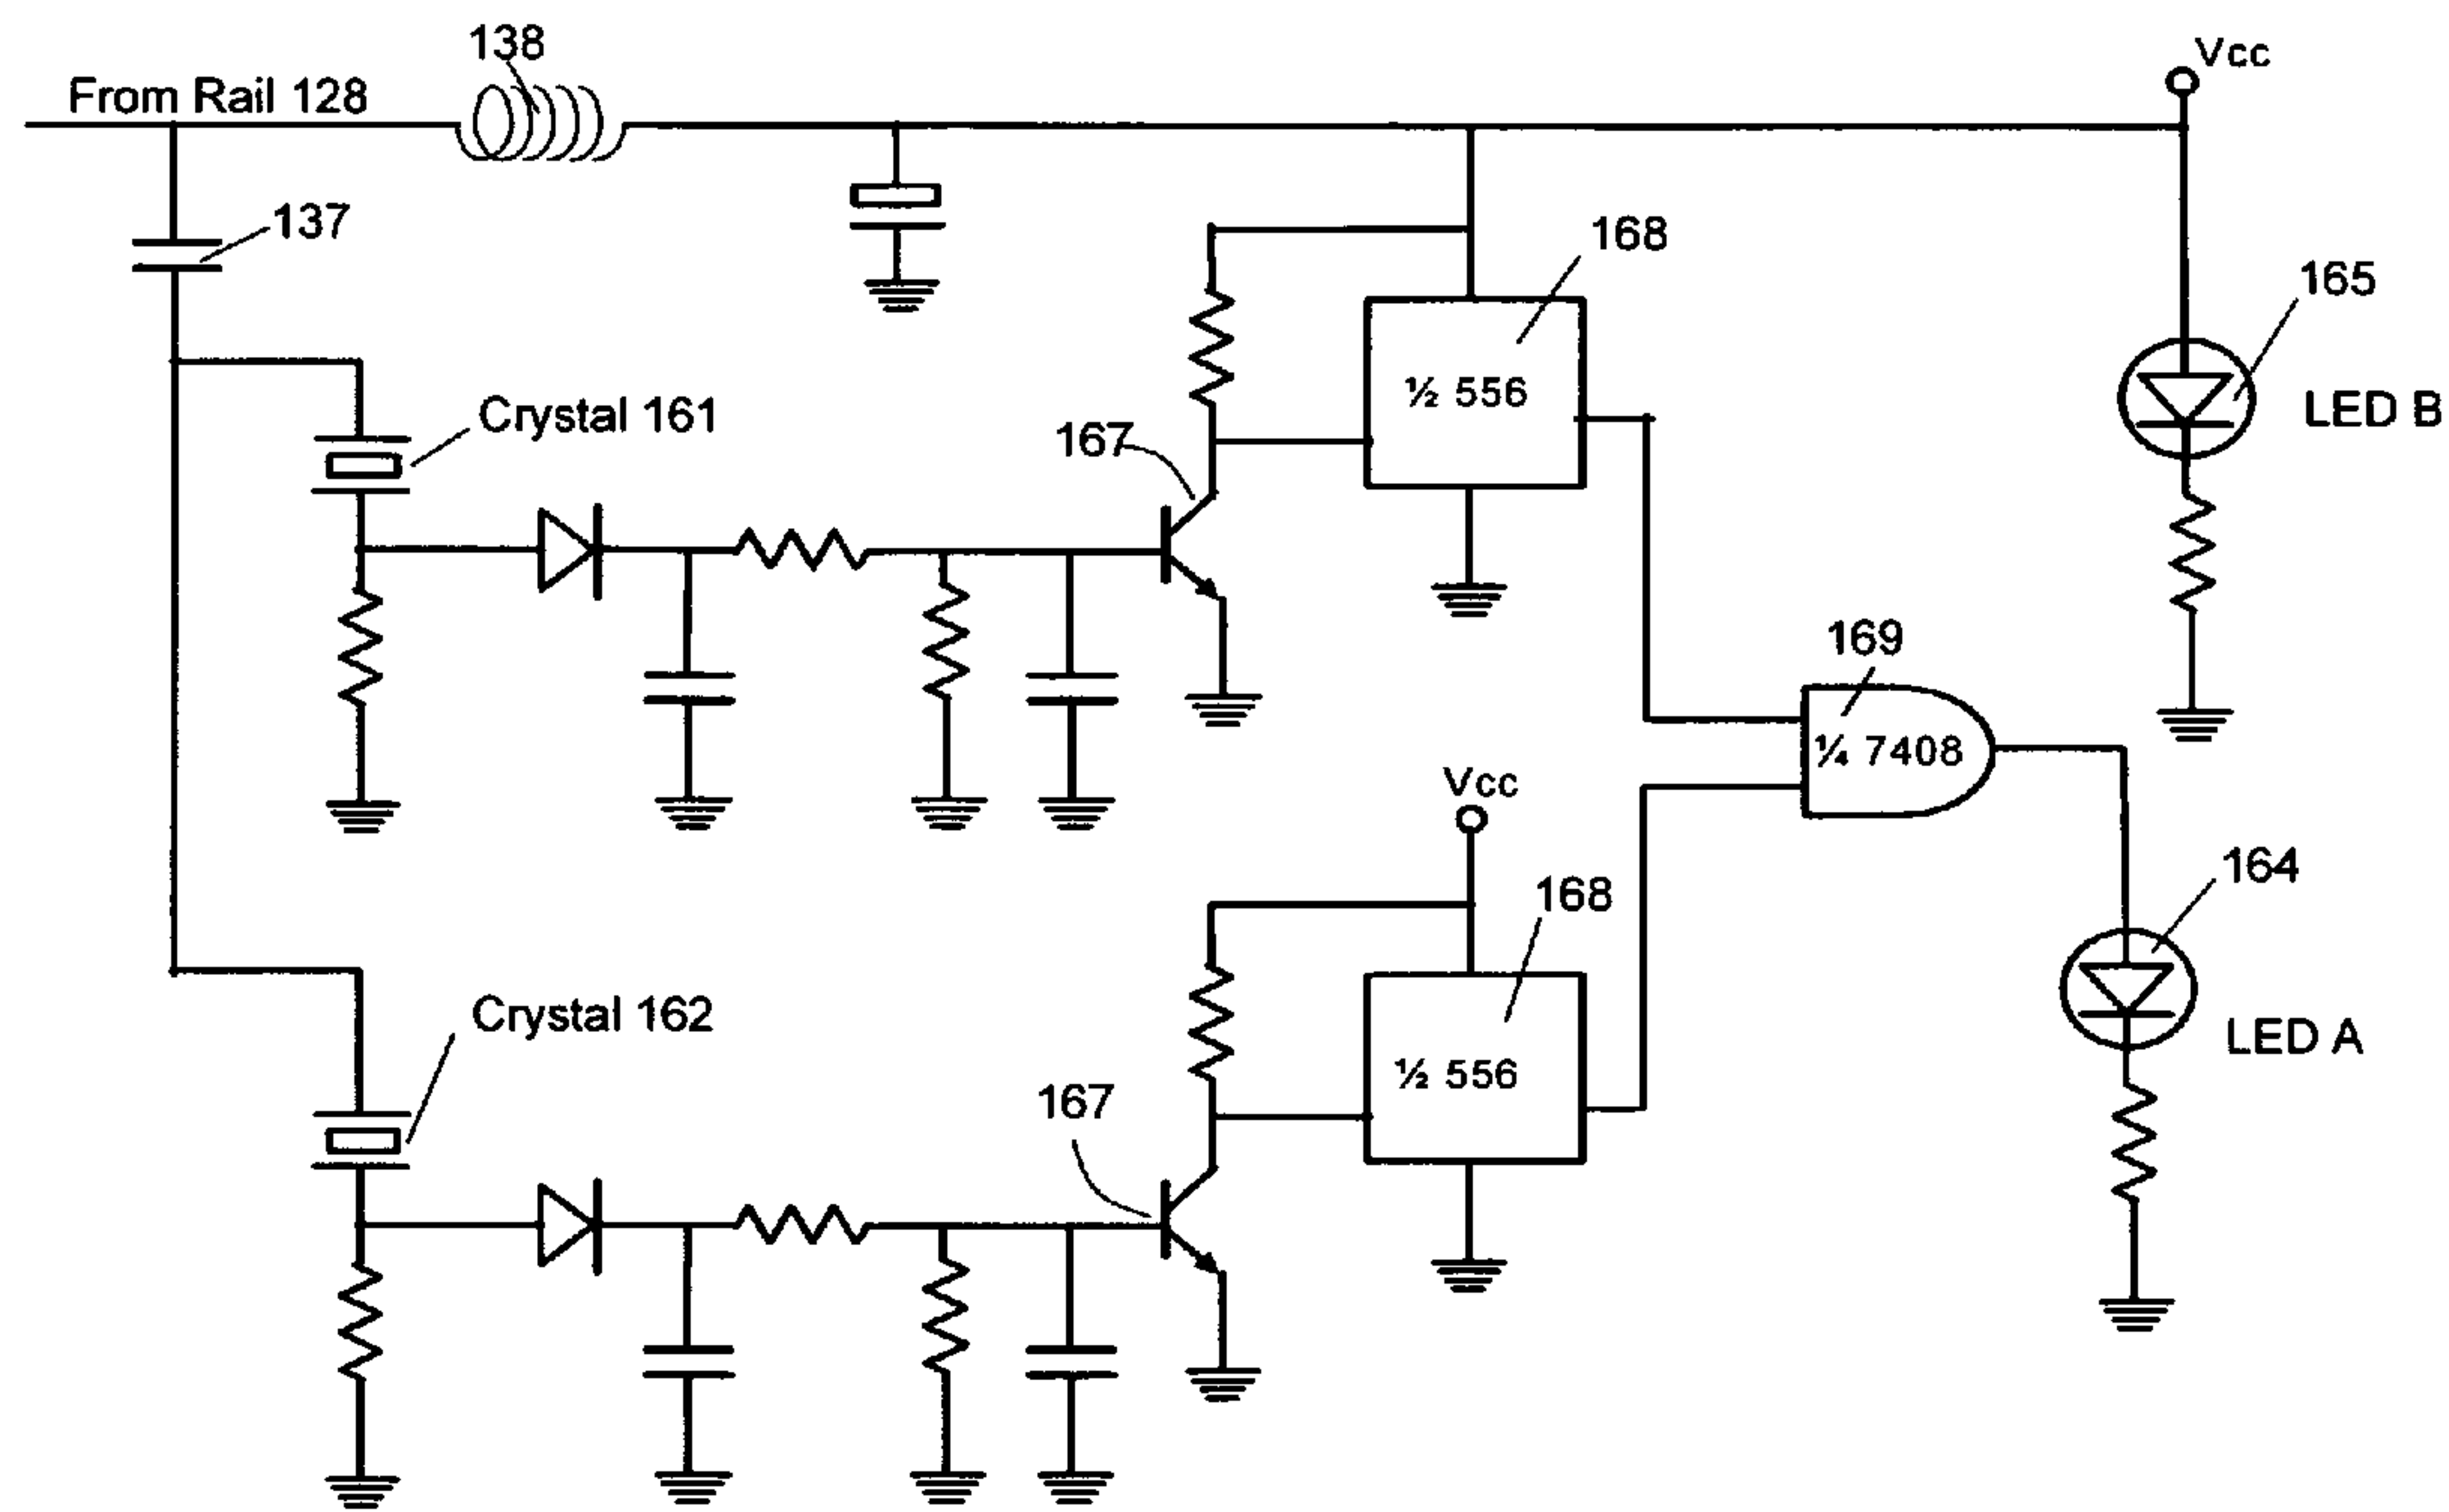 138
Vcc
From Rail 128
137
168
165
½ 556
LED B
Crystal 161
167
169
¼ 7408
Vcc
164
168
Crystal 162
LED A
½ 556
167